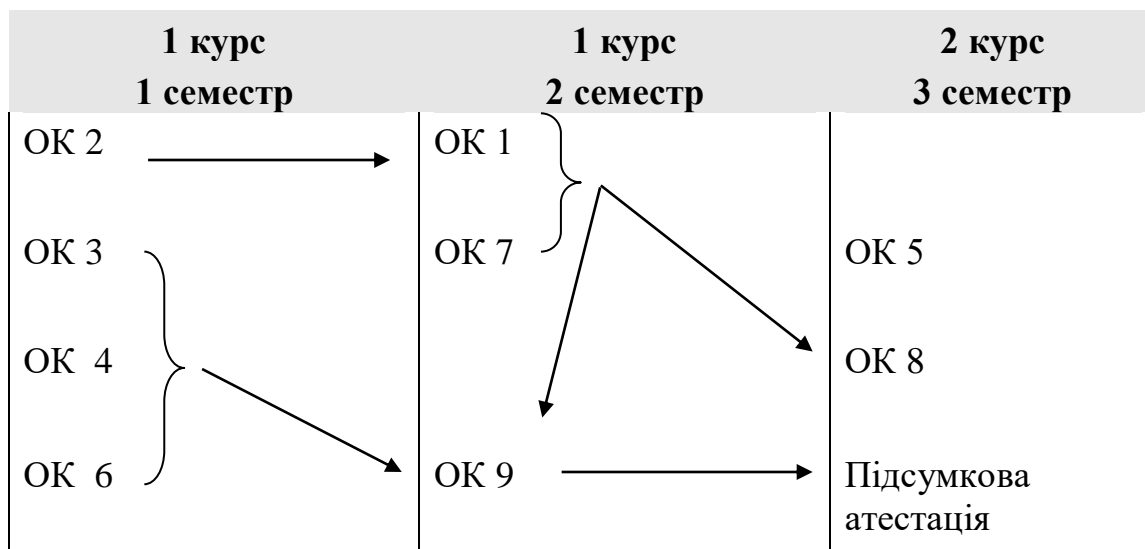 1 курс 1 курс 2 курс
1 семестр 2 семестр 3 семестр
ОК 2 ОК 1
ОК 3 ОК 7 ОК 5
ОК 4 ОК 8
ОК 6 ОК 9 Підсумкова
атестація